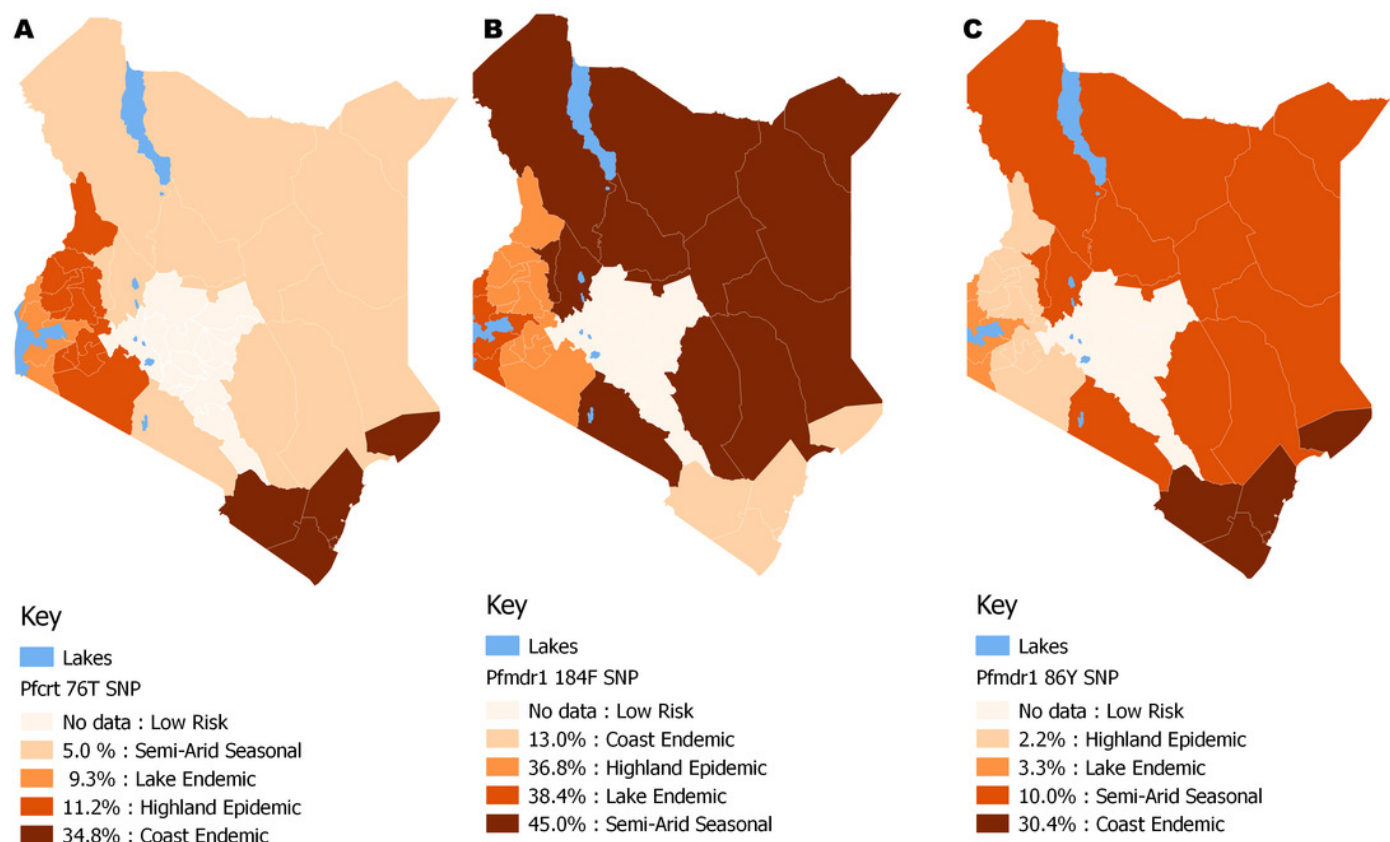 A
B
C
Key
Lakes
Pfcrt 76T SNP
No data : Low Risk
5.0 % : Semi-Arid Seasonal
9.3% : Lake Endemic
11.2% : Highland Epidemic
34.8% : Coast Endemic
Key
Lakes
Pfmdr1 184F SNP
No data : Low Risk
13.0% : Coast Endemic
36.8% : Highland Epidemic
38.4% : Lake Endemic
45.0% : Semi-Arid Seasonal
Key
Lakes
Pfmdr1 86Y SNP
No data : Low Risk
2.2% : Highland Epidemic
3.3% : Lake Endemic
10.0% : Semi-Arid Seasonal
30.4% : Coast Endemic